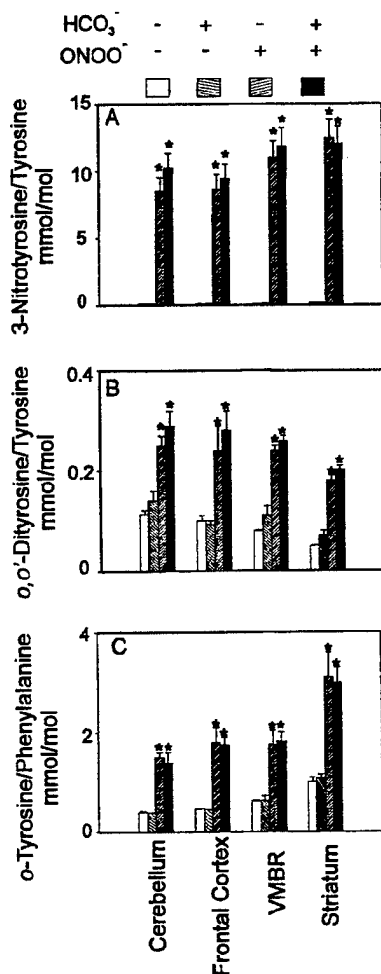 HCO3- - + - +
ONOO- - - + +
A
3-Nitrotyrosine/Tyrosine
mmol/mol
15
10
5
0
B
o,o'-Dityrosine/Tyrosine
mmol/mol
0.4
0.2
0
C
o-Tyrosine/Phenylalanine
mmol/mol
4
2
0
Cerebellum
Frontal Cortex
VMBR
Striatum